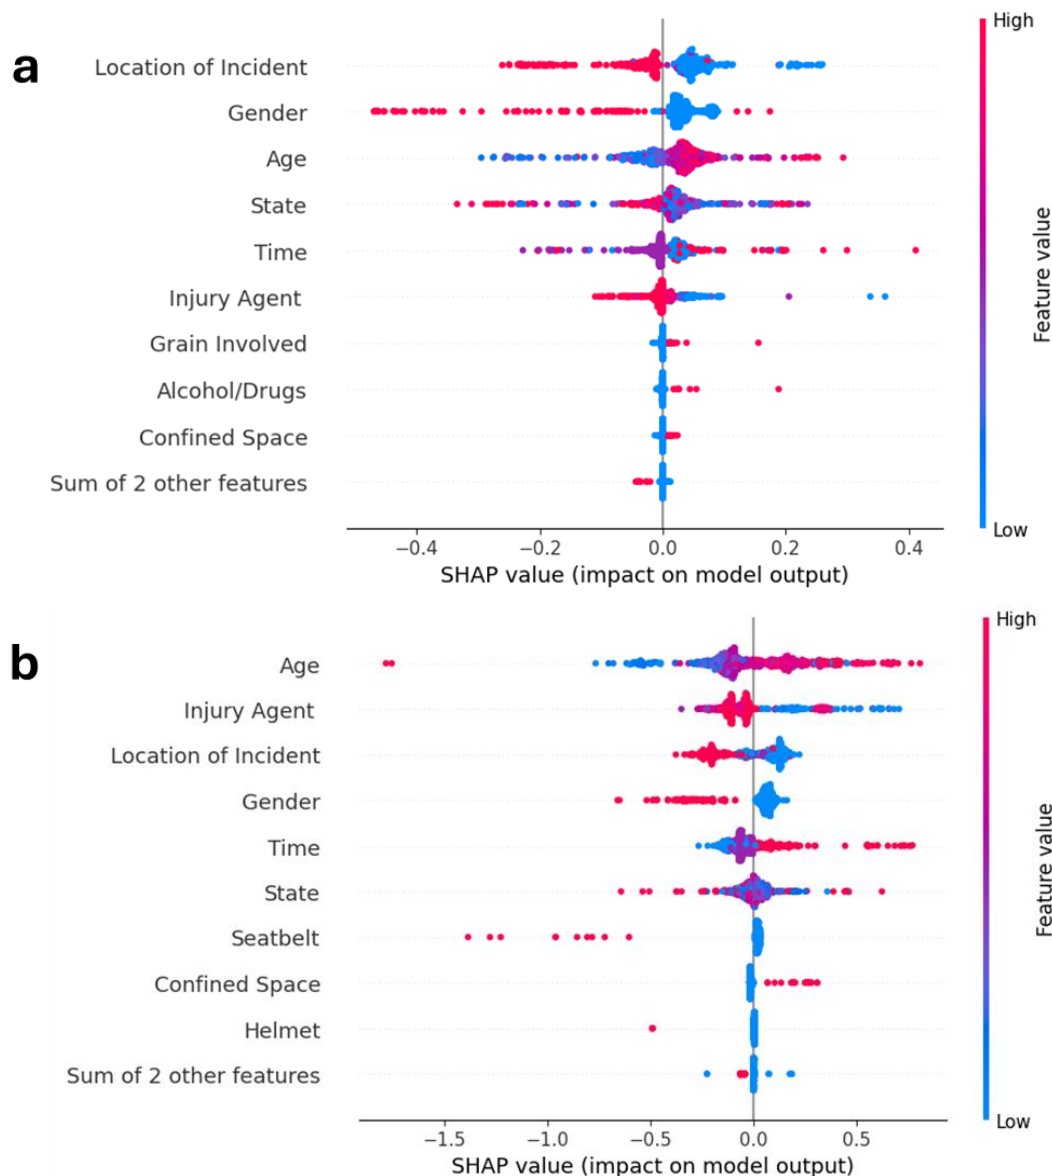 a
High
Location of Incident
Gender
Age
State
Time
Injury Agent
Grain Involved
Alcohol/Drugs
Confined Space
Sum of 2 other features
Feature value
Low
−0.4 −0.2 0.0 0.2 0.4
SHAP value (impact on model output)
b
High
Age
Injury Agent
Location of Incident
Gender
Time
State
Seatbelt
Confined Space
Helmet
Sum of 2 other features
Feature value
Low
−1.5 −1.0 −0.5 0.0 0.5
SHAP value (impact on model output)